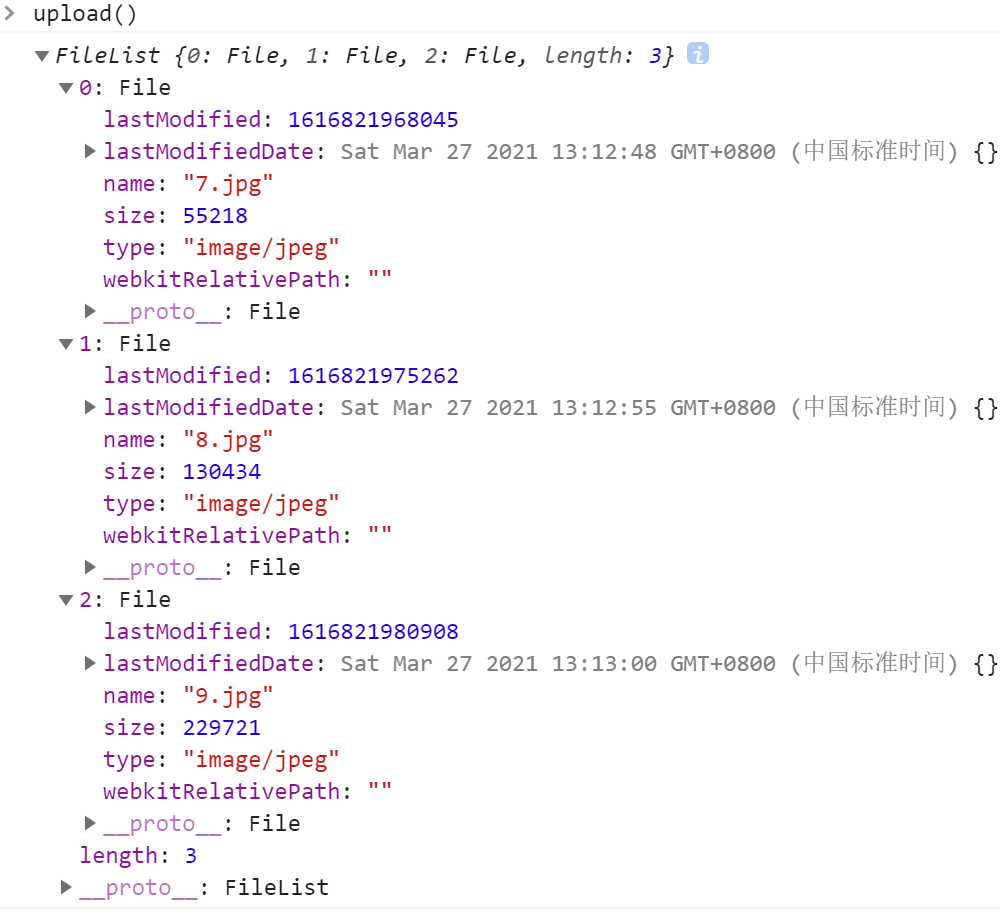 upload()
FileList {0: File, 1: File, 2: File, length: 3} i
0: File
lastModified: 1616821968045
lastModifiedDate: Sat Mar 27 2021 13:12:48 GMT+0800 (中国标准时间) {}
name: "7.jpg"
size: 55218
type: "image/jpeg"
webkitRelativePath: ""
__proto__: File
1: File
lastModified: 1616821975262
lastModifiedDate: Sat Mar 27 2021 13:12:55 GMT+0800 (中国标准时间) {}
name: "8.jpg"
size: 130434
type: "image/jpeg"
webkitRelativePath: ""
__proto__: File
2: File
lastModified: 1616821980908
lastModifiedDate: Sat Mar 27 2021 13:13:00 GMT+0800 (中国标准时间) {}
name: "9.jpg"
size: 229721
type: "image/jpeg"
webkitRelativePath: ""
__proto__: File
length: 3
__proto__: FileList